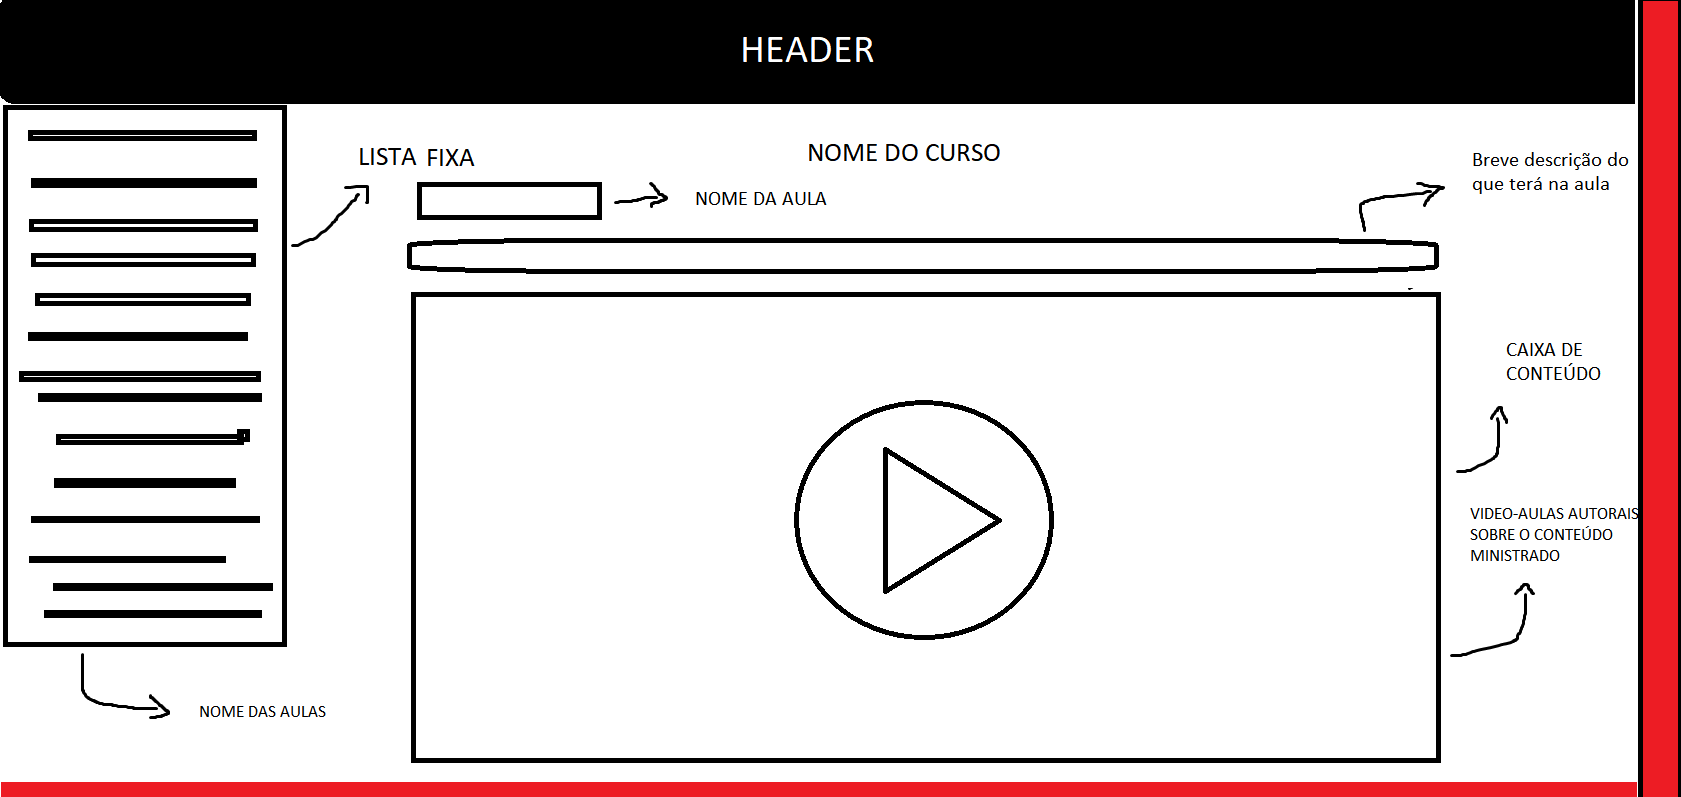 HEADER
LISTA FIXA
NOME DO CURSO
Breve descrição do
que terá na aula
NOME DA AULA
CAIXA DE
CONTEÚDO
VIDEO-AULAS AUTORAIS
SOBRE O CONTEÚDO
MINISTRADO
NOME DAS AULAS